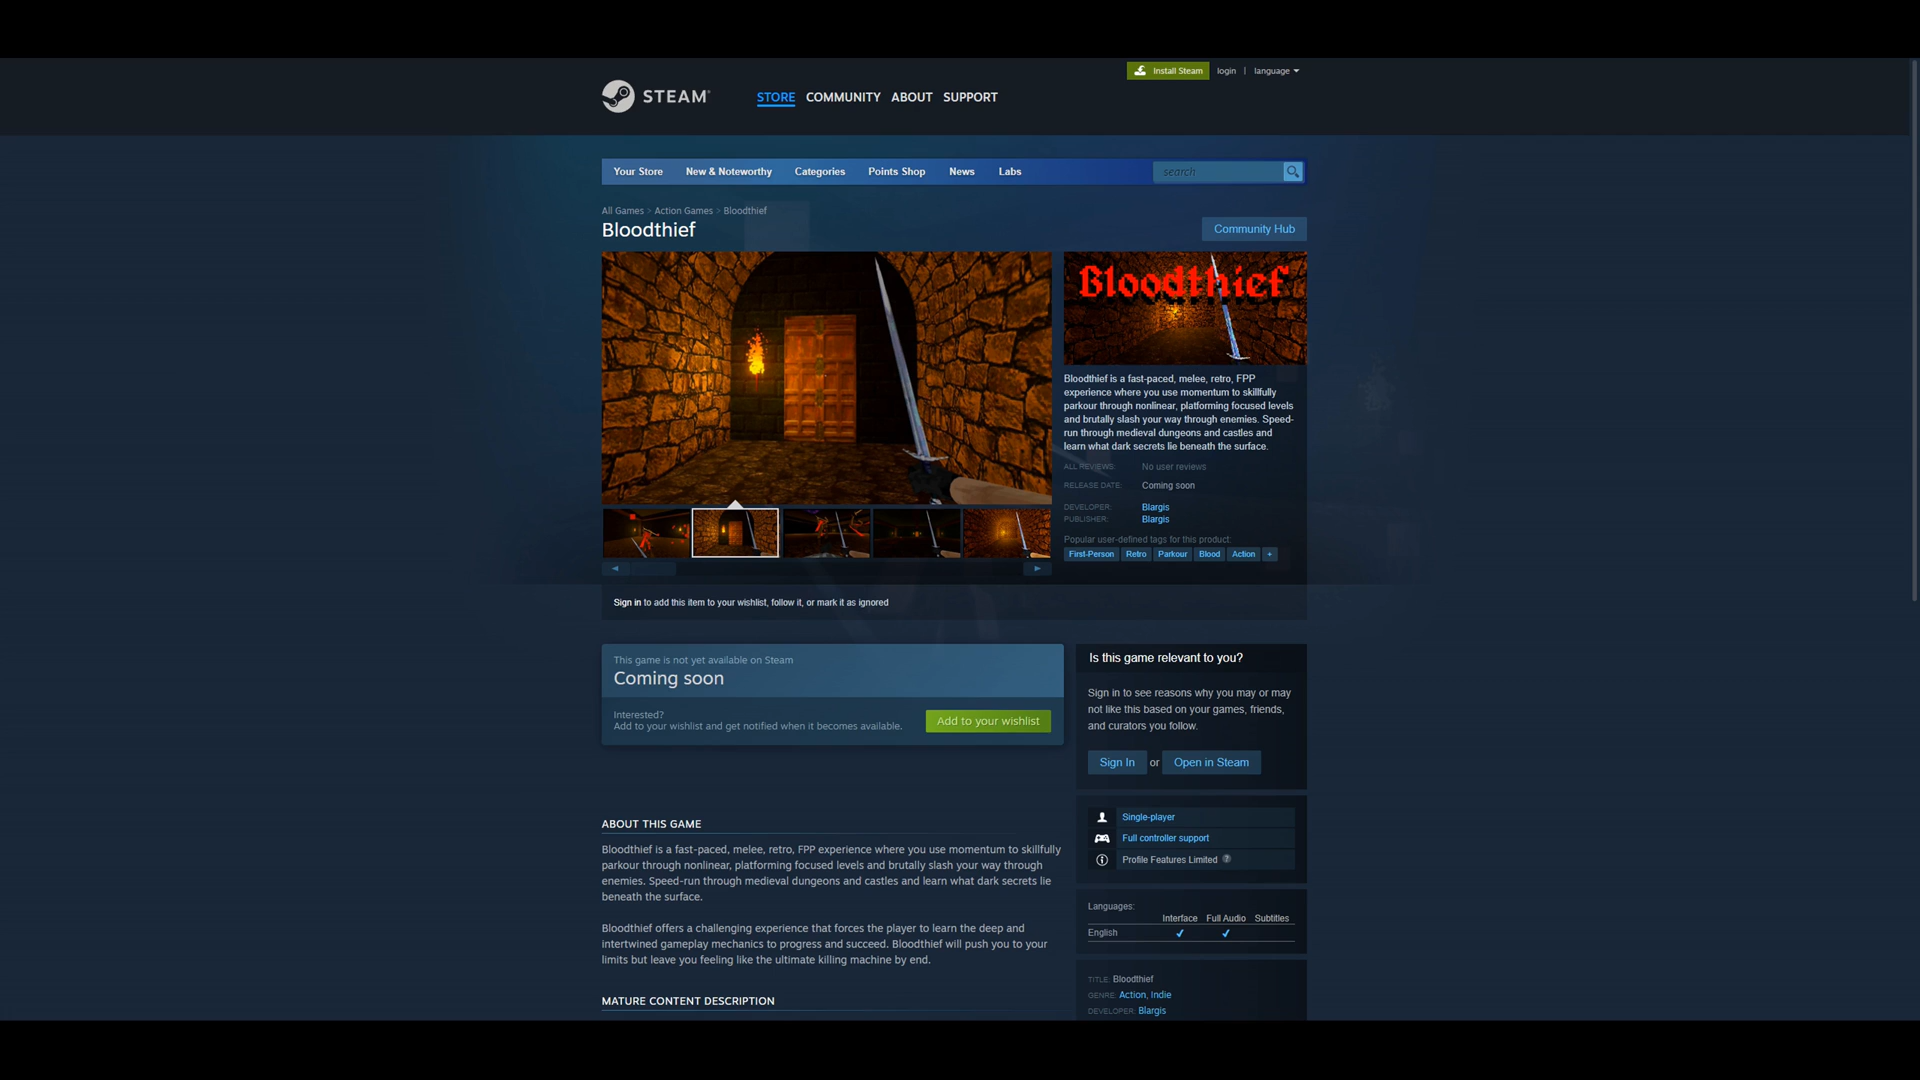 Install Steam login | language
STEAM
STORE COMMUNITY ABOUT SUPPORT
Your Store New & Noteworthy Categories Points Shop News Labs search
All Games > Action Games > Bloodthief
Bloodthief
Community Hub
Bloodthief
Bloodthief is a fast-paced, melee, retro, FPP
experience where you use momentum to skillfully
parkour through nonlinear, platforming focused levels
and brutally slash your way through enemies. Speed-
run through medieval dungeons and castles and
learn what dark secrets lie beneath the surface.
ALL REVIEWS: No user reviews
RELEASE DATE: Coming soon
DEVELOPER: Blargis
PUBLISHER: Blargis
Popular user-defined tags for this product:
First-Person Retro Parkour Blood Action +
Sign in to add this item to your wishlist, follow it, or mark it as ignored
This game is not yet available on Steam
Coming soon
Interested?
Add to your wishlist and get notified when it becomes available.
Add to your wishlist
Is this game relevant to you?
Sign in to see reasons why you may or may
not like this based on your games, friends,
and curators you follow.
Sign In or Open in Steam
Single-player
Full controller support
Profile Features Limited ?
Languages:
Interface Full Audio Subtitles
English ✔ ✔
TITLE: Bloodthief
GENRE: Action, Indie
DEVELOPER: Blargis
ABOUT THIS GAME
Bloodthief is a fast-paced, melee, retro, FPP experience where you use momentum to skillfully
parkour through nonlinear, platforming focused levels and brutally slash your way through
enemies. Speed-run through medieval dungeons and castles and learn what dark secrets lie
beneath the surface.
Bloodthief offers a challenging experience that forces the player to learn the deep and
intertwined gameplay mechanics to progress and succeed. Bloodthief will push you to your
limits but leave you feeling like the ultimate killing machine by end.
MATURE CONTENT DESCRIPTION